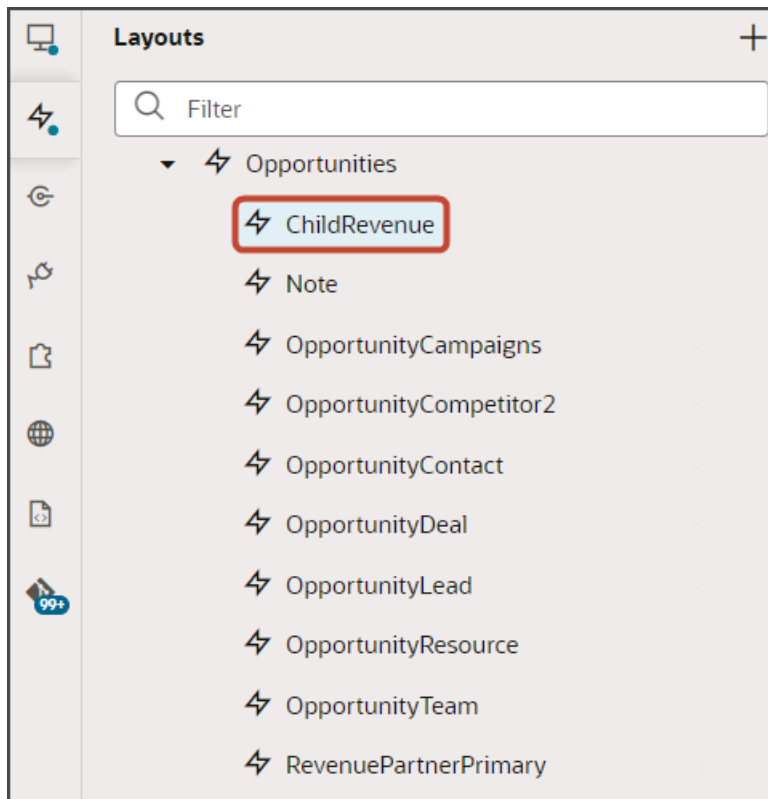 Layouts
Filter
Opportunities
ChildRevenue
Note
OpportunityCampaigns
OpportunityCompetitor2
OpportunityContact
OpportunityDeal
OpportunityLead
OpportunityResource
99+
OpportunityTeam
RevenuePartnerPrimary